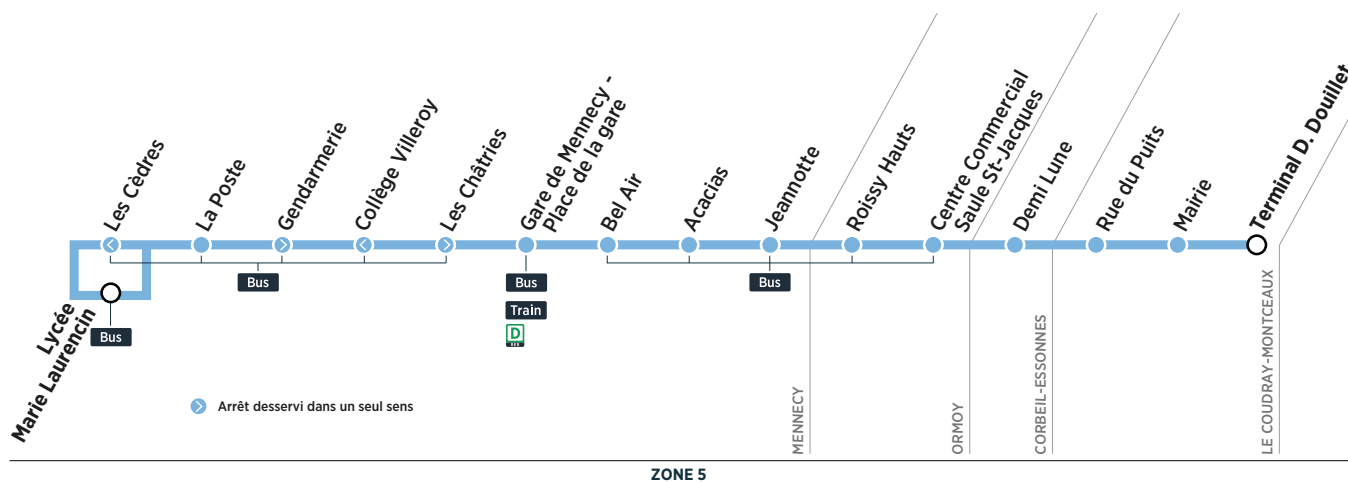 Les Cèdres
La Poste
Gendarmerie
Collège Villeroy
Les Châtries
Gare de Mennecy -
Place de la gare
Bel Air
Acacias
Jeannotte
Roissy Hauts
Centre Commercial
Saule St-Jacques
Demi Lune
Rue du Puits
Mairie
Terminal D. Douillet
Lycée
Marie Laurencin
Bus
Bus
Bus
Train
D
RER
Bus
Arrêt desservi dans un seul sens
MENNECY
ORMOY
CORBEIL-ESSONNES
LE COUDRAY-MONTCEAUX
ZONE 5